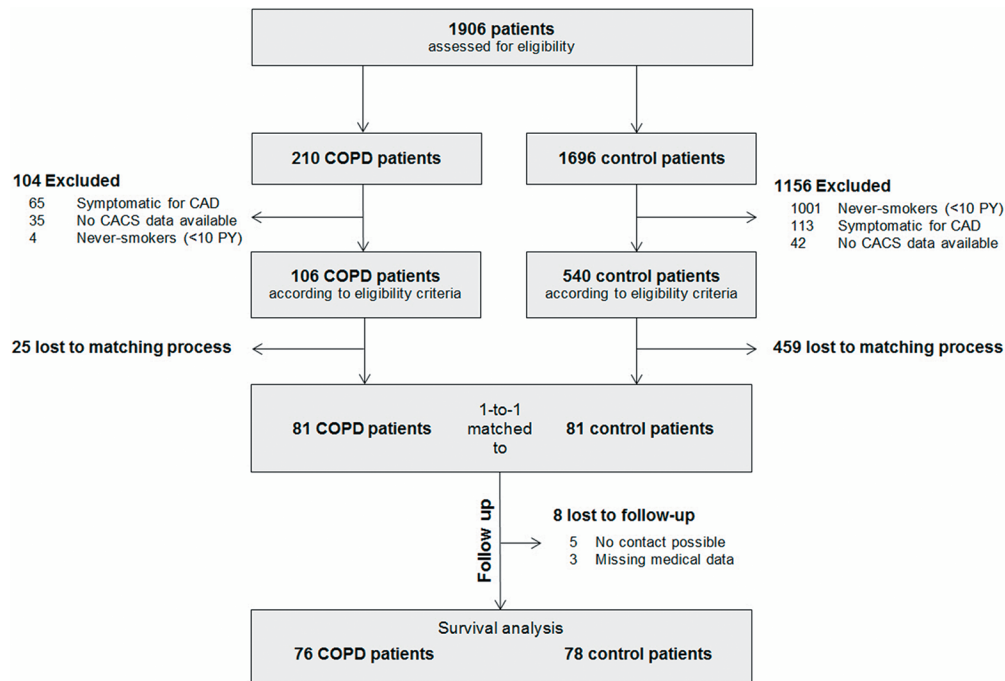 1906 patients
assessed for eligibility
210 COPD patients
1696 control patients
104 Excluded
65 Symptomatic for CAD
35 No CACS data available
4 Never-smokers (<10 PY)
1156 Excluded
1001 Never-smokers (<10 PY)
113 Symptomatic for CAD
42 No CACS data available
106 COPD patients
according to eligibility criteria
540 control patients
according to eligibility criteria
25 lost to matching process
459 lost to matching process
81 COPD patients
1-to-1
matched
to
81 control patients
Follow up
8 lost to follow-up
5 No contact possible
3 Missing medical data
Survival analysis
76 COPD patients
78 control patients